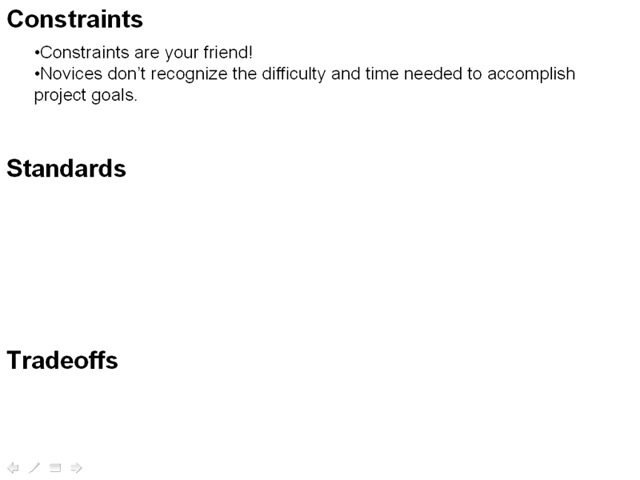 Constraints
•Constraints are your friend!
•Novices don't recognize the difficulty and time needed to accomplish
project goals.
Standards
Tradeoffs